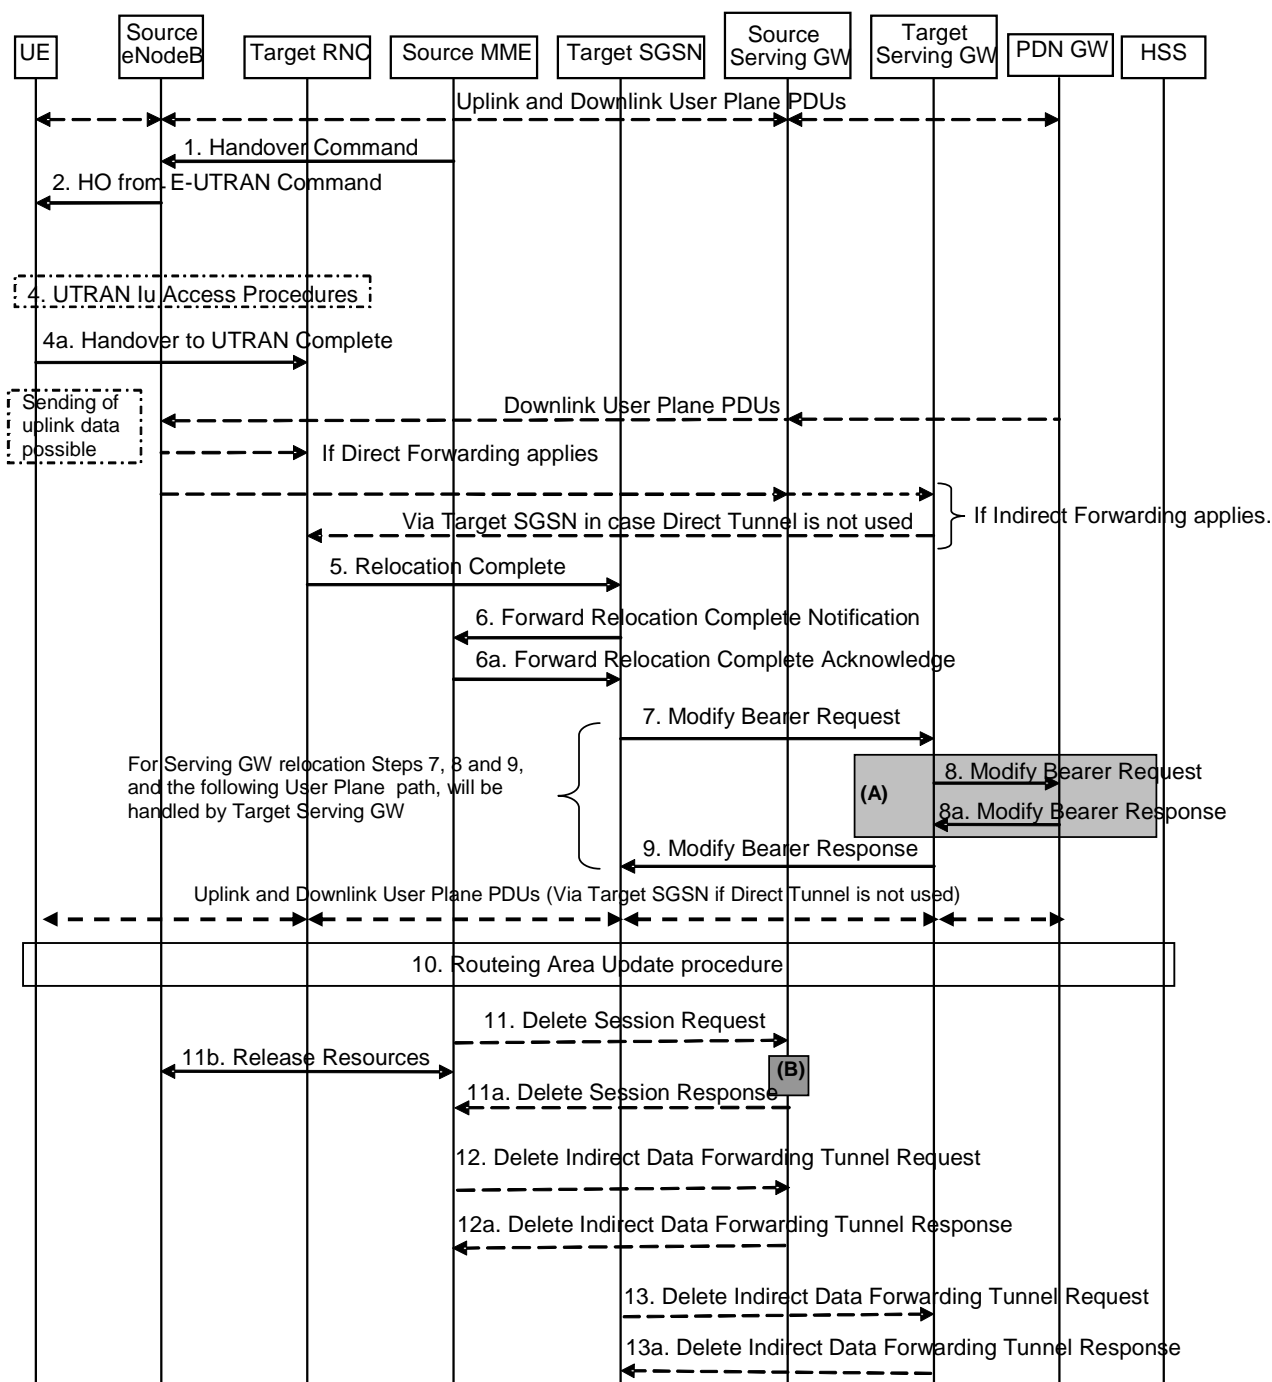 UE
Source
eNodeB
Target RNC
Source MME
Target SGSN
Source
Serving GW
Target
Serving GW
PDN GW
HSS
Uplink and Downlink User Plane PDUs
1. Handover Command
2. HO from E-UTRAN Command
4. UTRAN Iu Access Procedures
4a. Handover to UTRAN Complete
Sending of
uplink data
possible
Downlink User Plane PDUs
If Direct Forwarding applies
Via Target SGSN in case Direct Tunnel is not used
If Indirect Forwarding applies.
5. Relocation Complete
6. Forward Relocation Complete Notification
6a. Forward Relocation Complete Acknowledge
7. Modify Bearer Request
For Serving GW relocation Steps 7, 8 and 9,
and the following User Plane path, will be
handled by Target Serving GW
(A)
8. Modify Bearer Request
8a. Modify Bearer Response
9. Modify Bearer Response
Uplink and Downlink User Plane PDUs (Via Target SGSN if Direct Tunnel is not used)
10. Routeing Area Update procedure
11. Delete Session Request
11b. Release Resources
(B)
11a. Delete Session Response
12. Delete Indirect Data Forwarding Tunnel Request
12a. Delete Indirect Data Forwarding Tunnel Response
13. Delete Indirect Data Forwarding Tunnel Request
13a. Delete Indirect Data Forwarding Tunnel Response